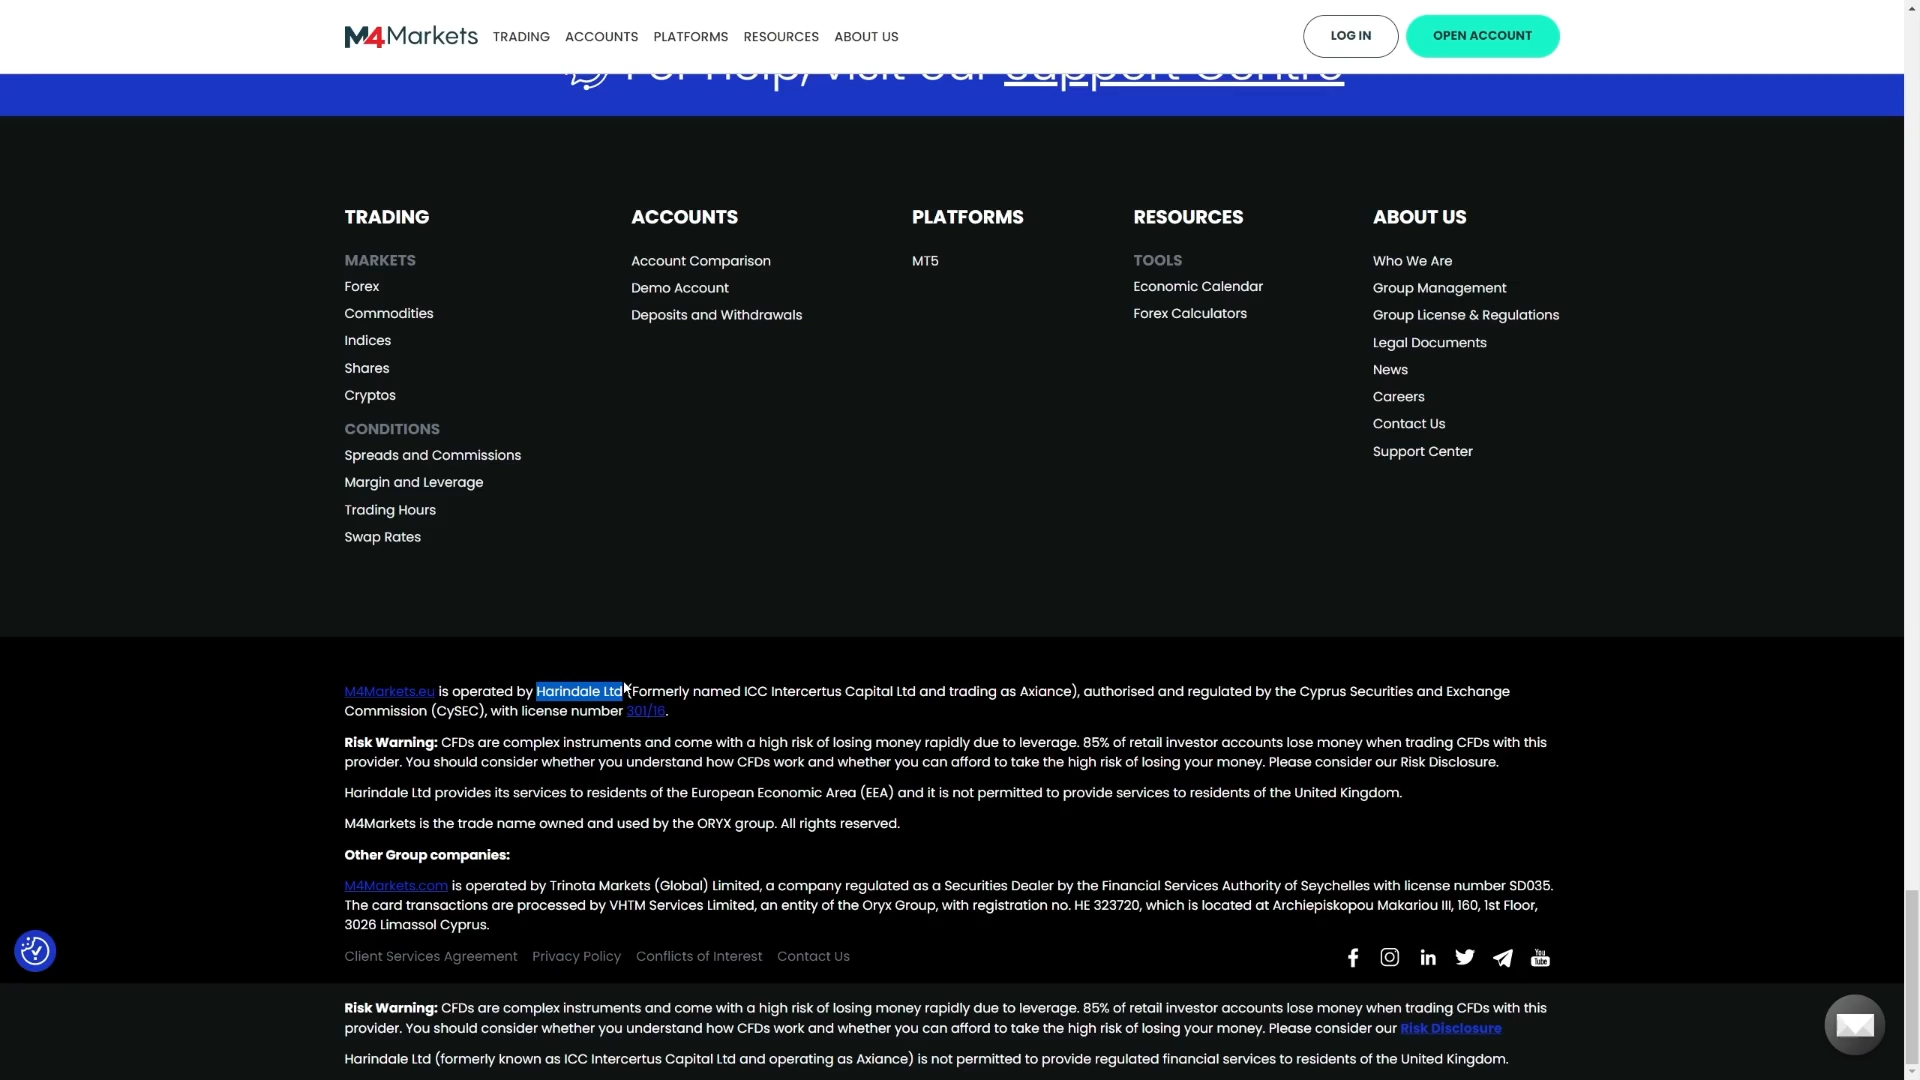 M4Markets TRADING ACCOUNTS PLATFORMS RESOURCES ABOUT US LOG IN OPEN ACCOUNT
For help, visit our Support Centre
TRADING
MARKETS
Forex
Commodities
Indices
Shares
Cryptos
CONDITIONS
Spreads and Commissions
Margin and Leverage
Trading Hours
Swap Rates
ACCOUNTS
Account Comparison
Demo Account
Deposits and Withdrawals
PLATFORMS
MT5
RESOURCES
TOOLS
Economic Calendar
Forex Calculators
ABOUT US
Who We Are
Group Management
Group License & Regulations
Legal Documents
News
Careers
Contact Us
Support Center
M4Markets.eu is operated by Harindale Ltd (Formerly named ICC Intercertus Capital Ltd and trading as Axiance), authorised and regulated by the Cyprus Securities and Exchange
Commission (CySEC), with license number 301/16.
Risk Warning: CFDs are complex instruments and come with a high risk of losing money rapidly due to leverage. 85% of retail investor accounts lose money when trading CFDs with this
provider. You should consider whether you understand how CFDs work and whether you can afford to take the high risk of losing your money. Please consider our Risk Disclosure.
Harindale Ltd provides its services to residents of the European Economic Area (EEA) and it is not permitted to provide services to residents of the United Kingdom.
M4Markets is the trade name owned and used by the ORYX group. All rights reserved.
Other Group companies:
M4Markets.com is operated by Trinota Markets (Global) Limited, a company regulated as a Securities Dealer by the Financial Services Authority of Seychelles with license number SD035.
The card transactions are processed by VHTM Services Limited, an entity of the Oryx Group, with registration no. HE 323720, which is located at Archiepiskopou Makariou III, 160, 1st Floor,
3026 Limassol Cyprus.
Client Services Agreement Privacy Policy Conflicts of Interest Contact Us
You Tube
Risk Warning: CFDs are complex instruments and come with a high risk of losing money rapidly due to leverage. 85% of retail investor accounts lose money when trading CFDs with this
provider. You should consider whether you understand how CFDs work and whether you can afford to take the high risk of losing your money. Please consider our Risk Disclosure
Harindale Ltd (formerly known as ICC Intercertus Capital Ltd and operating as Axiance) is not permitted to provide regulated financial services to residents of the United Kingdom.